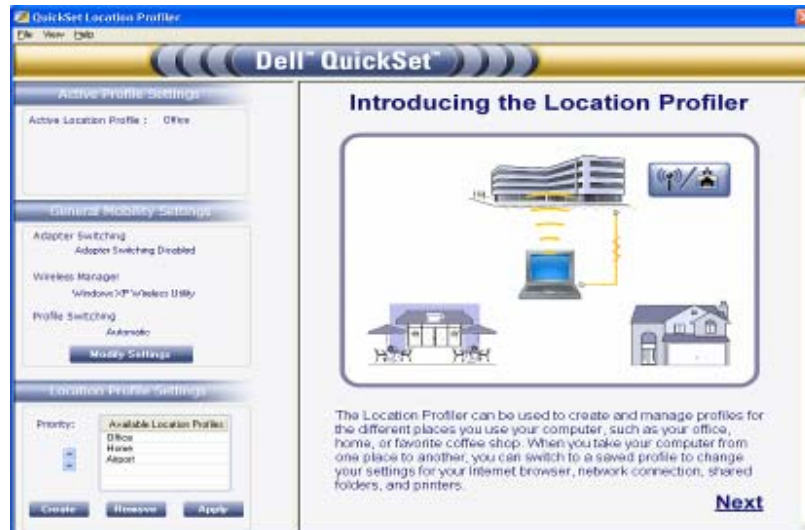 QuickSet Location Profiler
File View Help
Dell™ QuickSet™
Active Profile Settings
Active Location Profile : Office
General Mobility Settings
Adapter Switching
Adapter Switching Disabled
Wireless Manager
Windows XP Wireless Utility
Profile Switching
Automatic
Modify Settings
Location Profile Settings
Priority:
Available Location Profiles
Office
Home
Airport
Create Remove Apply
Introducing the Location Profiler
The Location Profiler can be used to create and manage profiles for
the different places you use your computer, such as your office,
home, or favorite coffee shop. When you take your computer from
one place to another, you can switch to a saved profile to change
your settings for your internet browser, network connection, shared
folders, and printers.
Next